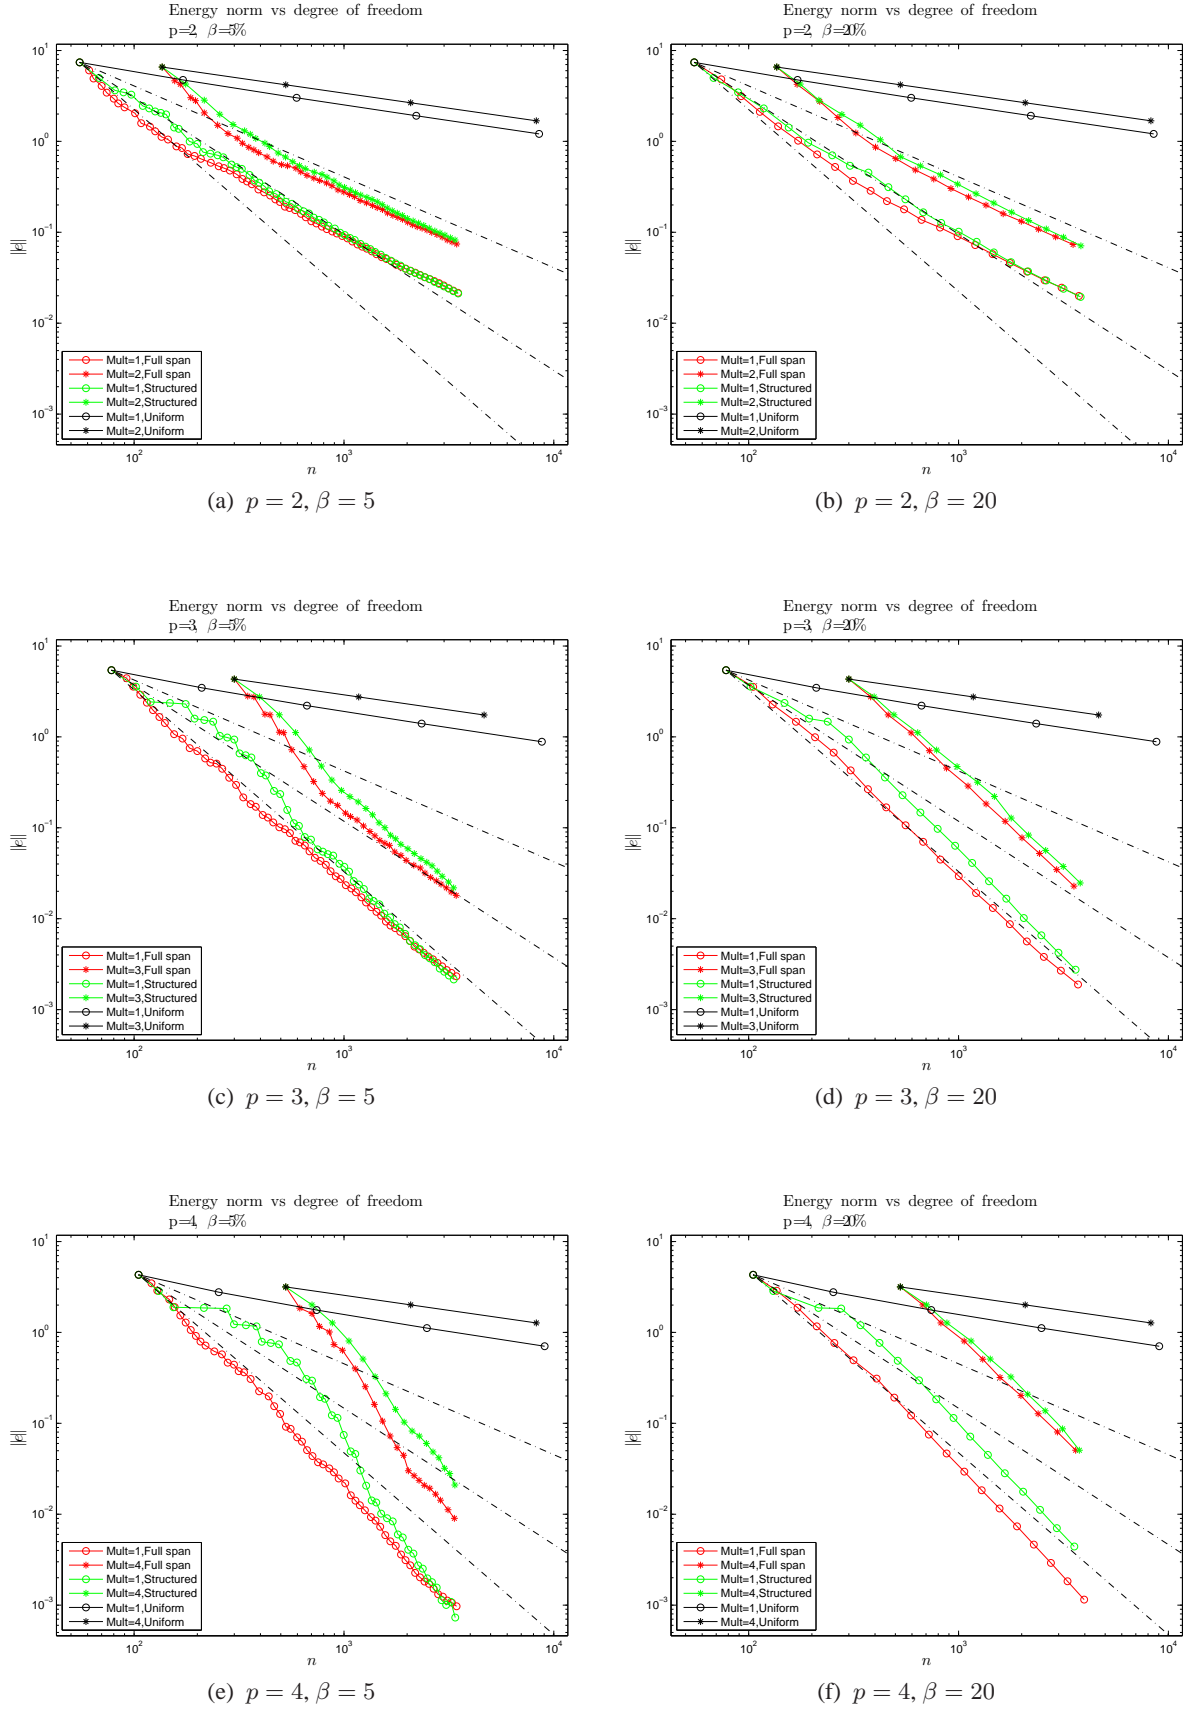 Energy norm vs degree of freedom
p=2, β=5%
10^1
10^0
10^-1
10^-2
10^-3
||e||
Mult=1,Full span
Mult=2,Full span
Mult=1,Structured
Mult=2,Structured
Mult=1,Uniform
Mult=2,Uniform
10^2 10^3 10^4
n
(a) p = 2, β = 5
Energy norm vs degree of freedom
p=2, β=20%
10^1
10^0
10^-1
10^-2
10^-3
||e||
Mult=1,Full span
Mult=2,Full span
Mult=1,Structured
Mult=2,Structured
Mult=1,Uniform
Mult=2,Uniform
10^2 10^3 10^4
n
(b) p = 2, β = 20
Energy norm vs degree of freedom
p=3, β=5%
10^1
10^0
10^-1
10^-2
10^-3
||e||
Mult=1,Full span
Mult=3,Full span
Mult=1,Structured
Mult=3,Structured
Mult=1,Uniform
Mult=3,Uniform
10^2 10^3 10^4
n
(c) p = 3, β = 5
Energy norm vs degree of freedom
p=3, β=20%
10^1
10^0
10^-1
10^-2
10^-3
||e||
Mult=1,Full span
Mult=3,Full span
Mult=1,Structured
Mult=3,Structured
Mult=1,Uniform
Mult=3,Uniform
10^2 10^3 10^4
n
(d) p = 3, β = 20
Energy norm vs degree of freedom
p=4, β=5%
10^1
10^0
10^-1
10^-2
10^-3
||e||
Mult=1,Full span
Mult=4,Full span
Mult=1,Structured
Mult=4,Structured
Mult=1,Uniform
Mult=4,Uniform
10^2 10^3 10^4
n
(e) p = 4, β = 5
Energy norm vs degree of freedom
p=4, β=20%
10^1
10^0
10^-1
10^-2
10^-3
||e||
Mult=1,Full span
Mult=4,Full span
Mult=1,Structured
Mult=4,Structured
Mult=1,Uniform
Mult=4,Uniform
10^2 10^3 10^4
n
(f) p = 4, β = 20